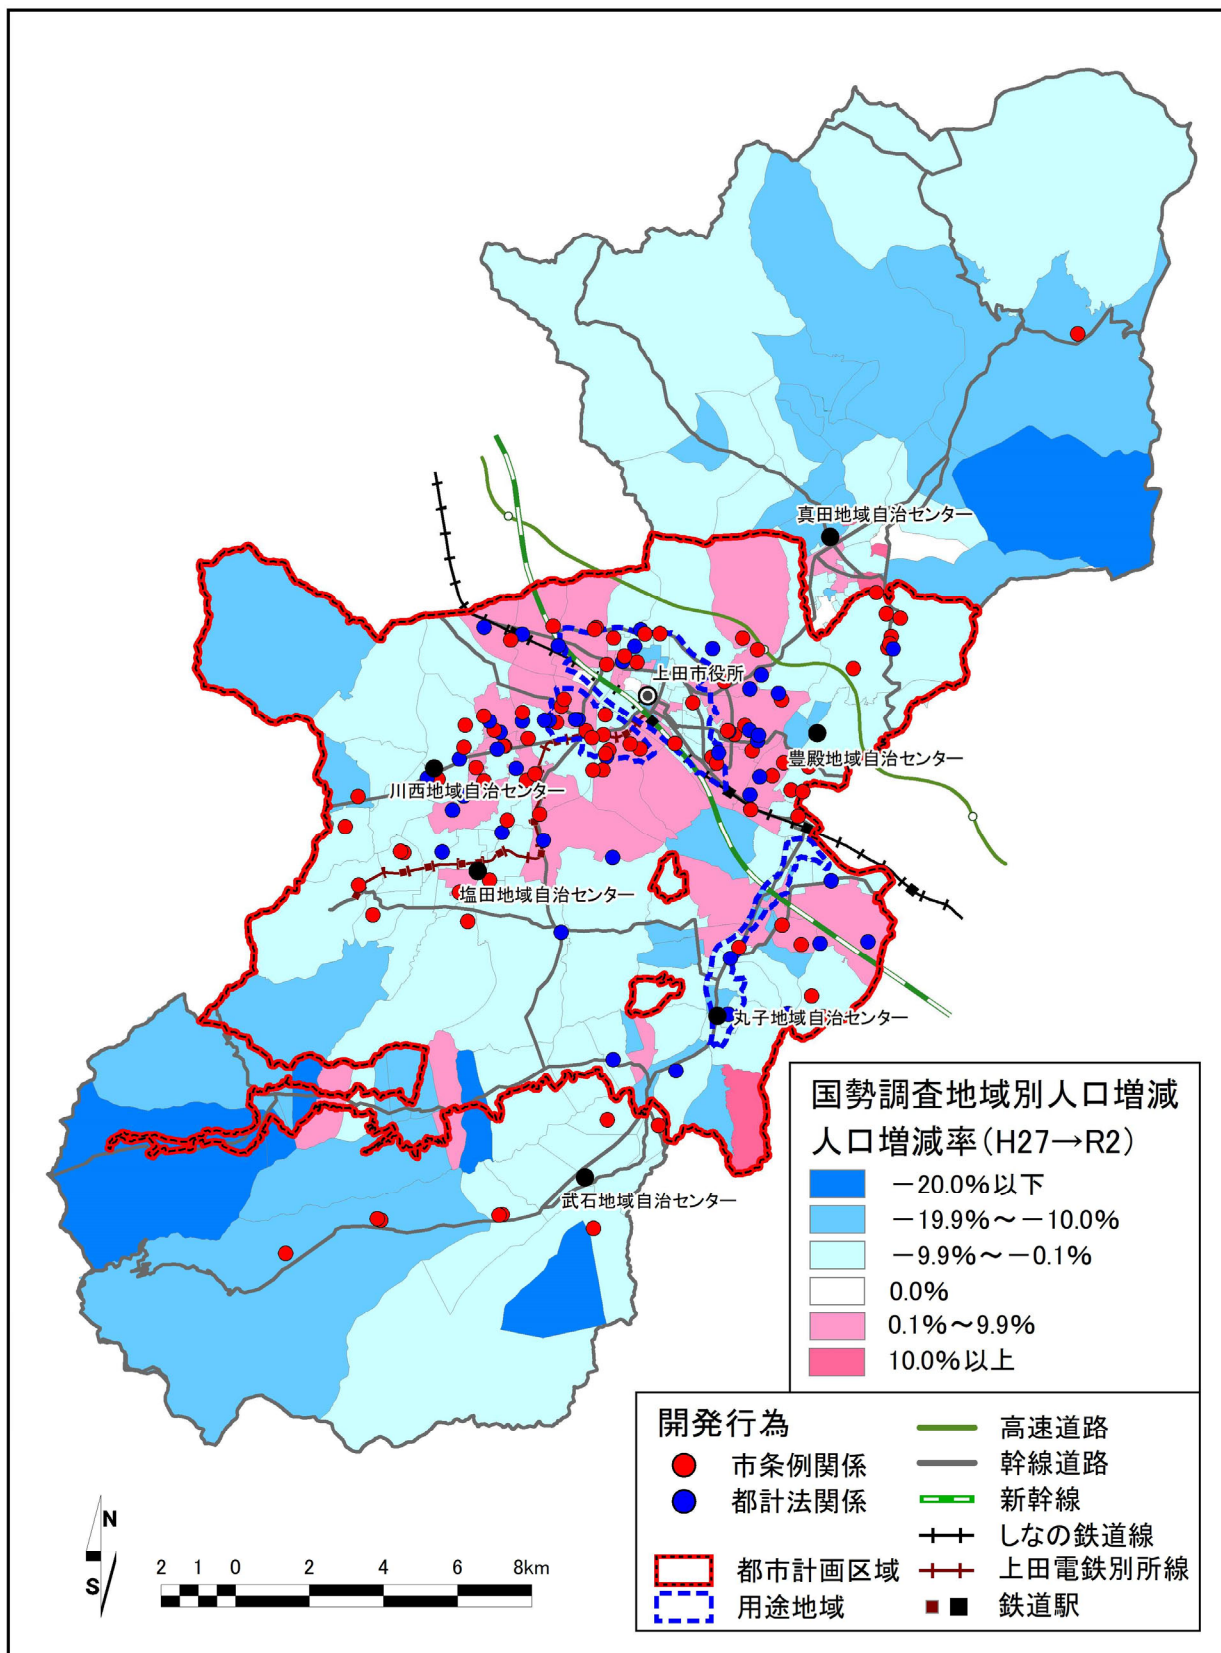 真田地域自治センター
上田市役所
豊殿地域自治センター
川西地域自治センター
塩田地域自治センター
丸子地域自治センター
武石地域自治センター
国勢調査地域別人口増減
人口増減率(H27→R2)
－20.0%以下
－19.9%～－10.0%
－9.9%～－0.1%
0.0%
0.1%～9.9%
10.0%以上
開発行為
市条例関係
都計法関係
都市計画区域
用途地域
高速道路
幹線道路
新幹線
しなの鉄道線
上田電鉄別所線
鉄道駅
N
S
2 1 0 2 4 6 8km